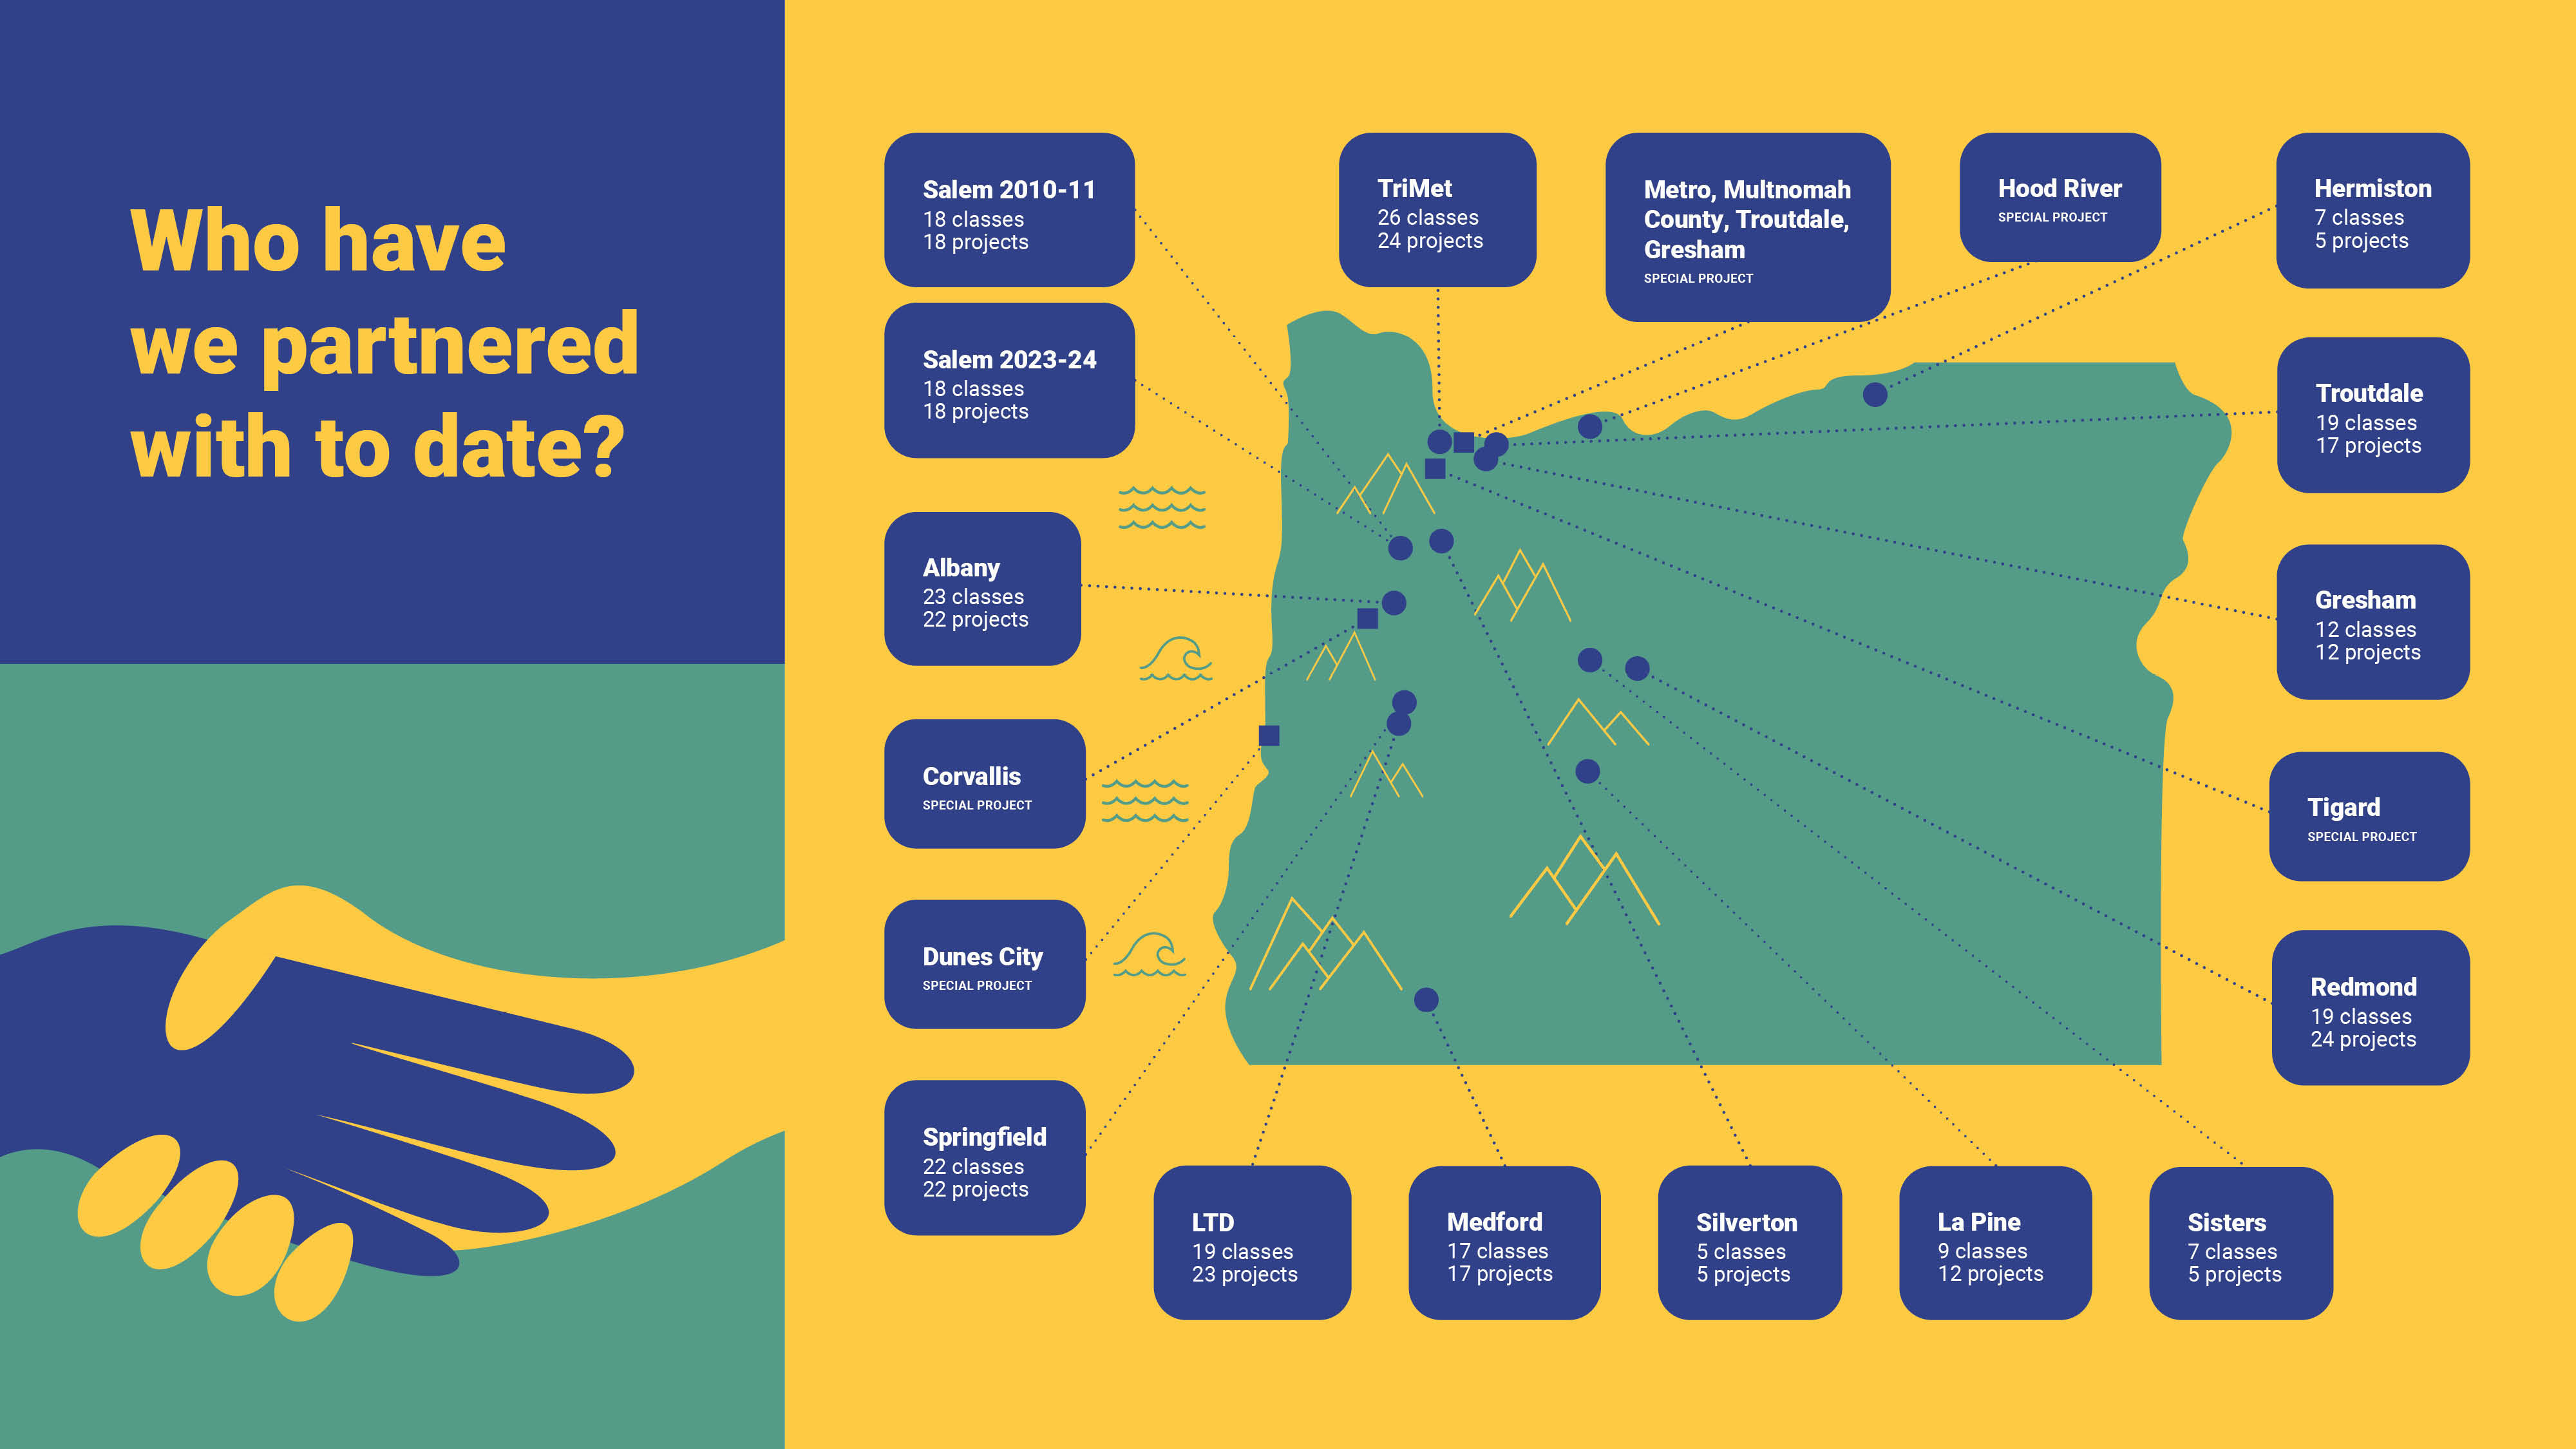 Who have
we partnered
with to date?
Salem 2010-11
18 classes
18 projects
Salem 2023-24
18 classes
18 projects
Albany
23 classes
22 projects
Corvallis
SPECIAL PROJECT
Dunes City
SPECIAL PROJECT
Springfield
22 classes
22 projects
TriMet
26 classes
24 projects
Metro, Multnomah
County, Troutdale,
Gresham
SPECIAL PROJECT
Hood River
SPECIAL PROJECT
Hermiston
7 classes
5 projects
Troutdale
19 classes
17 projects
Gresham
12 classes
12 projects
Tigard
SPECIAL PROJECT
Redmond
19 classes
24 projects
LTD
19 classes
23 projects
Medford
17 classes
17 projects
Silverton
5 classes
5 projects
La Pine
9 classes
12 projects
Sisters
7 classes
5 projects